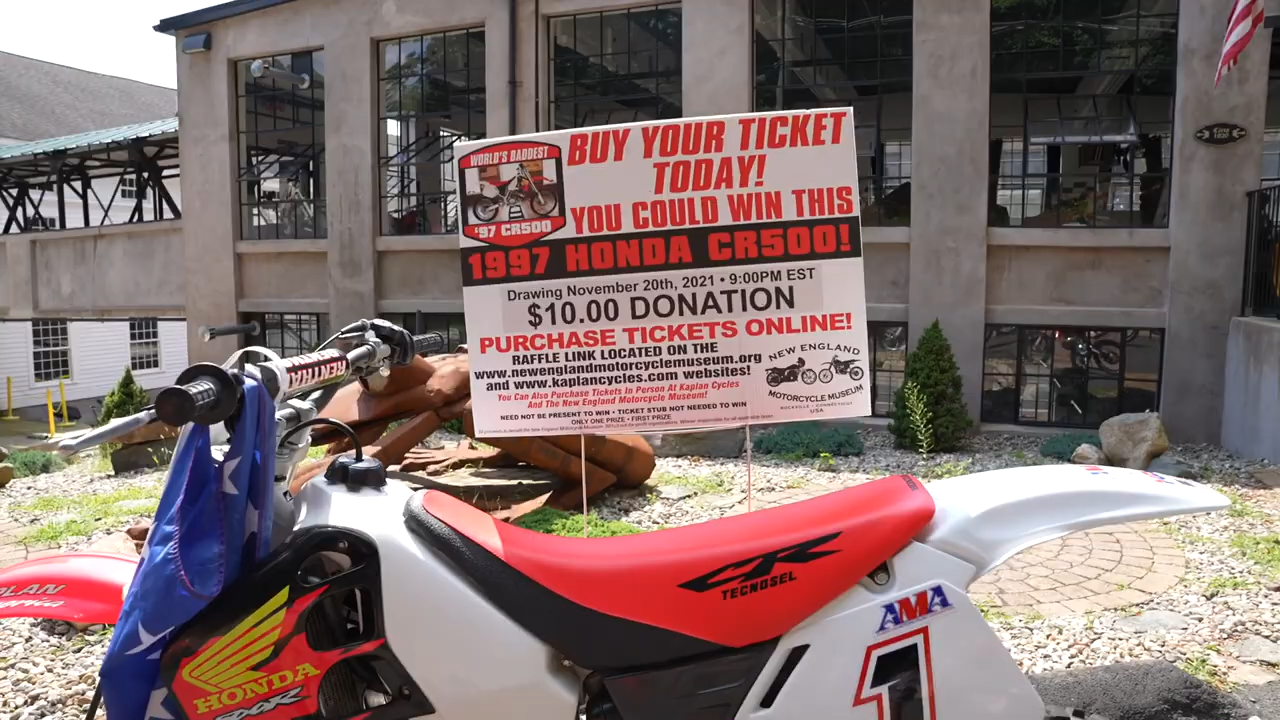 WORLD'S BADDEST
'97 CR500
BUY YOUR TICKET
TODAY!
YOU COULD WIN THIS
1997 HONDA CR500!
Drawing November 20th, 2021 • 9:00PM EST
$10.00 DONATION
PURCHASE TICKETS ONLINE!
RAFFLE LINK LOCATED ON THE
www.newenglandmotorcyclemuseum.org
and www.kaplancycles.com websites!
You Can Also Purchase Tickets In Person At Kaplan Cycles
And The New England Motorcycle Museum!
NEED NOT BE PRESENT TO WIN • TICKET STUB NOT NEEDED TO WIN
ONLY ONE PRIZE • FIRST PRIZE
NEW ENGLAND
MOTORCYCLE MUSEUM
ROCKVILLE, CONNECTICUT
USA
RENTHAL
CR
TECNOSEL
AMA
1
HONDA